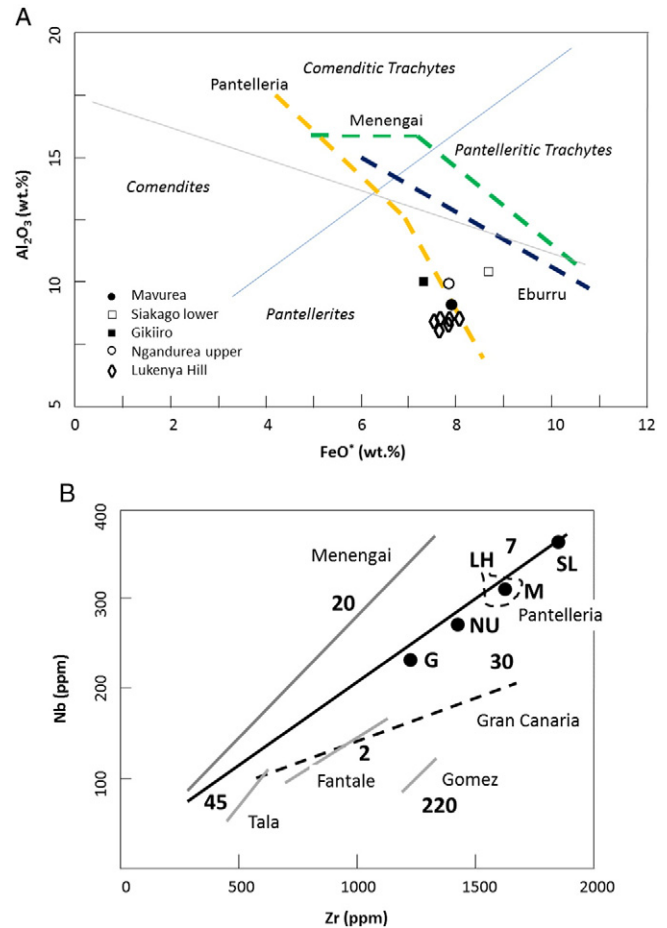 A
20
15
10
5
Al2O3 (wt.%)
Comenditic Trachytes
Pantelleria
Menengai
Pantelleritic Trachytes
Comendites
Eburru
Pantellerites
Mavurea
Siakago lower
Gikiiro
Ngandurea upper
Lukenya Hill
0 2 4 6 8 10 12
FeO* (wt.%)
B
400
300
200
100
Nb (ppm)
Menengai
20
7
LH
SL
M
Pantelleria
NU
G
30
Gran Canaria
2
Fantale
Gomez
45
220
Tala
0 500 1000 1500 2000
Zr (ppm)